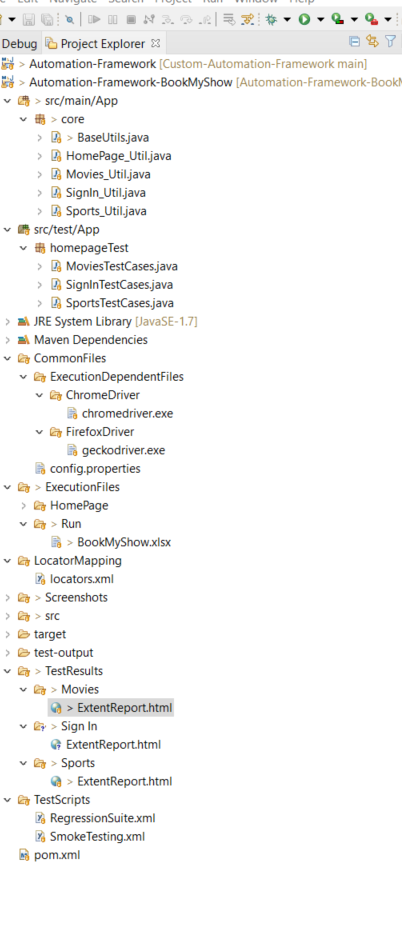 Edit Navigate Search Project Run Window Help
Debug Project Explorer
> Automation-Framework [Custom-Automation-Framework main]
> Automation-Framework-BookMyShow [Automation-Framework-BookM
> src/main/App
> core
> BaseUtils.java
HomePage_Util.java
Movies_Util.java
SignIn_Util.java
Sports_Util.java
src/test/App
homepageTest
MoviesTestCases.java
SignInTestCases.java
SportsTestCases.java
JRE System Library [JavaSE-1.7]
Maven Dependencies
CommonFiles
ExecutionDependentFiles
ChromeDriver
chromedriver.exe
FirefoxDriver
geckodriver.exe
config.properties
> ExecutionFiles
HomePage
> Run
> BookMyShow.xlsx
LocatorMapping
locators.xml
> Screenshots
> src
target
test-output
> TestResults
> Movies
> ExtentReport.html
> Sign In
ExtentReport.html
> Sports
> ExtentReport.html
TestScripts
RegressionSuite.xml
SmokeTesting.xml
pom.xml